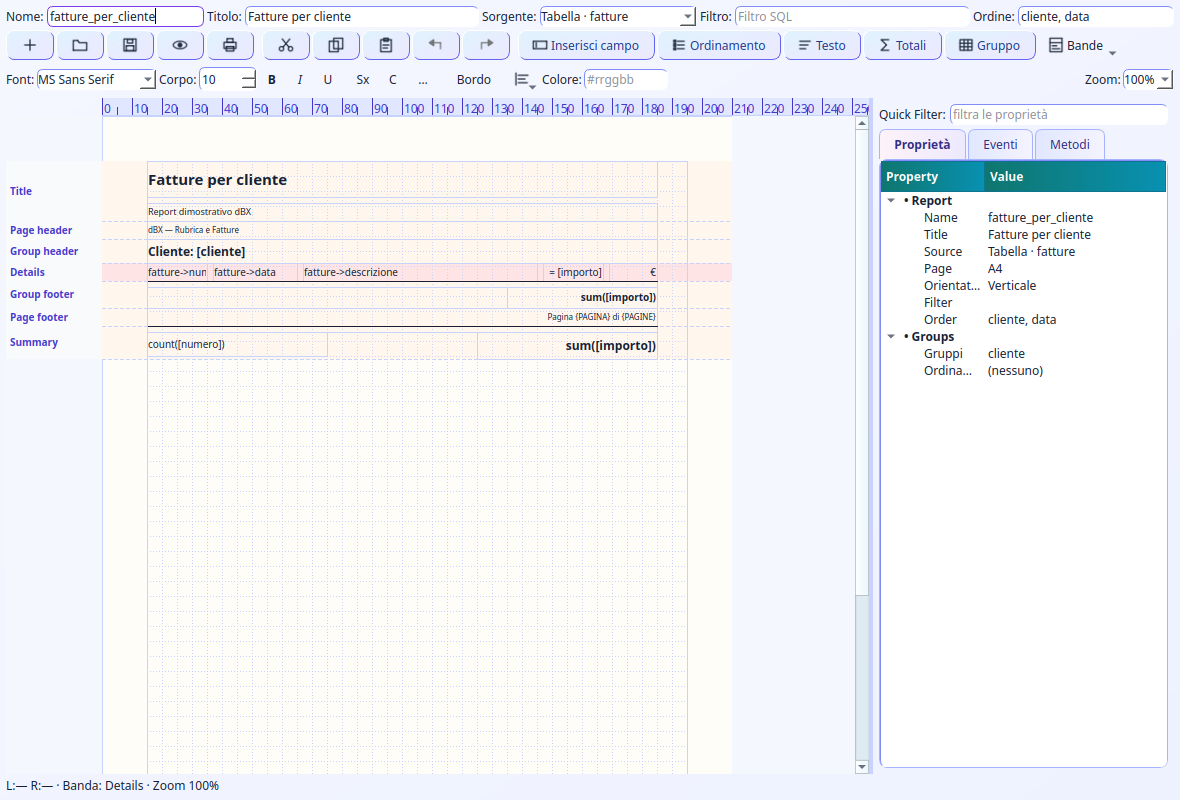 Nome: fatture_per_cliente Titolo: Fatture per cliente Sorgente: Tabella · fatture Filtro: Filtro SQL Ordine: cliente, data
Inserisci campo Ordinamento Testo Totali Gruppo Bande
Font: MS Sans Serif Corpo: 10 B I U Sx C ... Bordo Colore: #rrggbb Zoom: 100%
0 10 20 30 40 50 60 70 80 90 100 110 120 130 140 150 160 170 180 190 200 210 220 230 240 25
Quick Filter: filtra le proprietà
Proprietà Eventi Metodi
Property Value
Title
Fatture per cliente
Report dimostrativo dBX
Page header dBX — Rubrica e Fatture
Group header Cliente: [cliente]
Details fatture->nun fatture->data fatture->descrizione = [importo] €
Group footer sum([importo])
Page footer Pagina {PAGINA} di {PAGINE}
Summary count([numero]) sum([importo])
• Report
Name fatture_per_cliente
Title Fatture per cliente
Source Tabella · fatture
Page A4
Orientat... Verticale
Filter
Order cliente, data
• Groups
Gruppi cliente
Ordina... (nessuno)
L:— R:— · Banda: Details · Zoom 100%